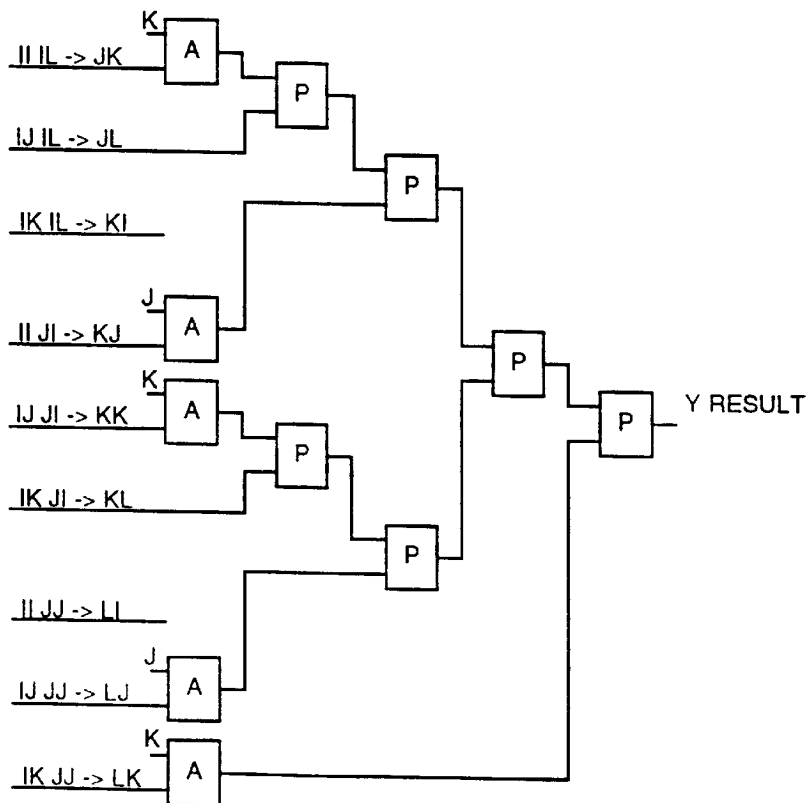 K
II IL -> JK
A
P
IJ IL -> JL
P
IK IL -> KI
J
II JI -> KJ
A
P
K
IJ JI -> KK
A
Y RESULT
P
P
IK JI -> KL
P
II JJ -> LI
J
IJ JJ -> LJ
A
K
IK JJ -> LK
A